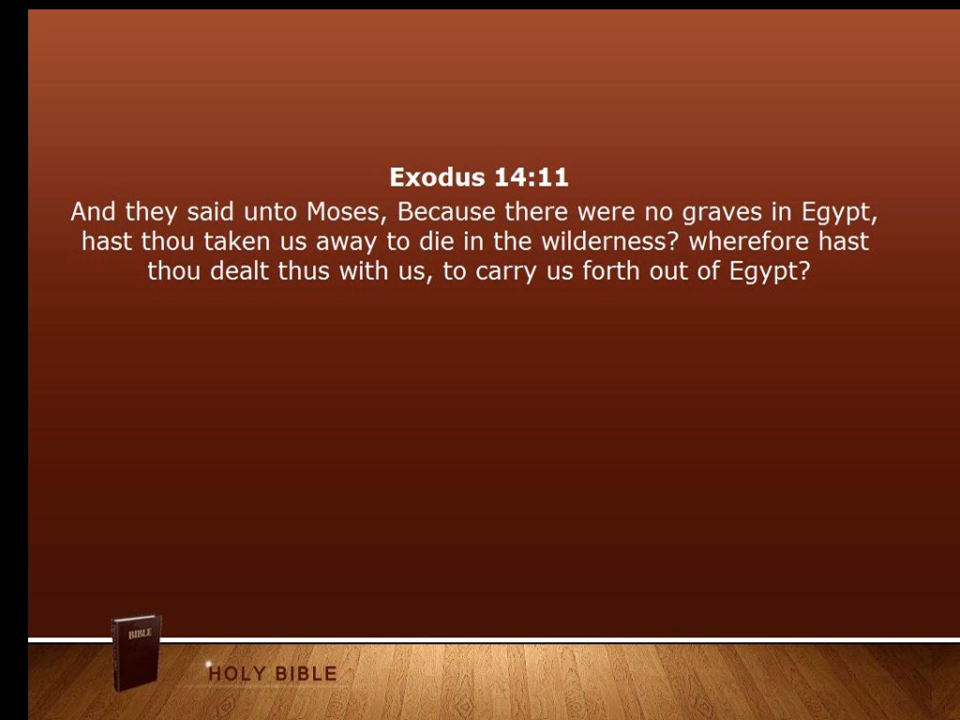 Exodus 14:11
And they said unto Moses, Because there were no graves in Egypt,
hast thou taken us away to die in the wilderness? wherefore hast
thou dealt thus with us, to carry us forth out of Egypt?
BIBLE
HOLY BIBLE